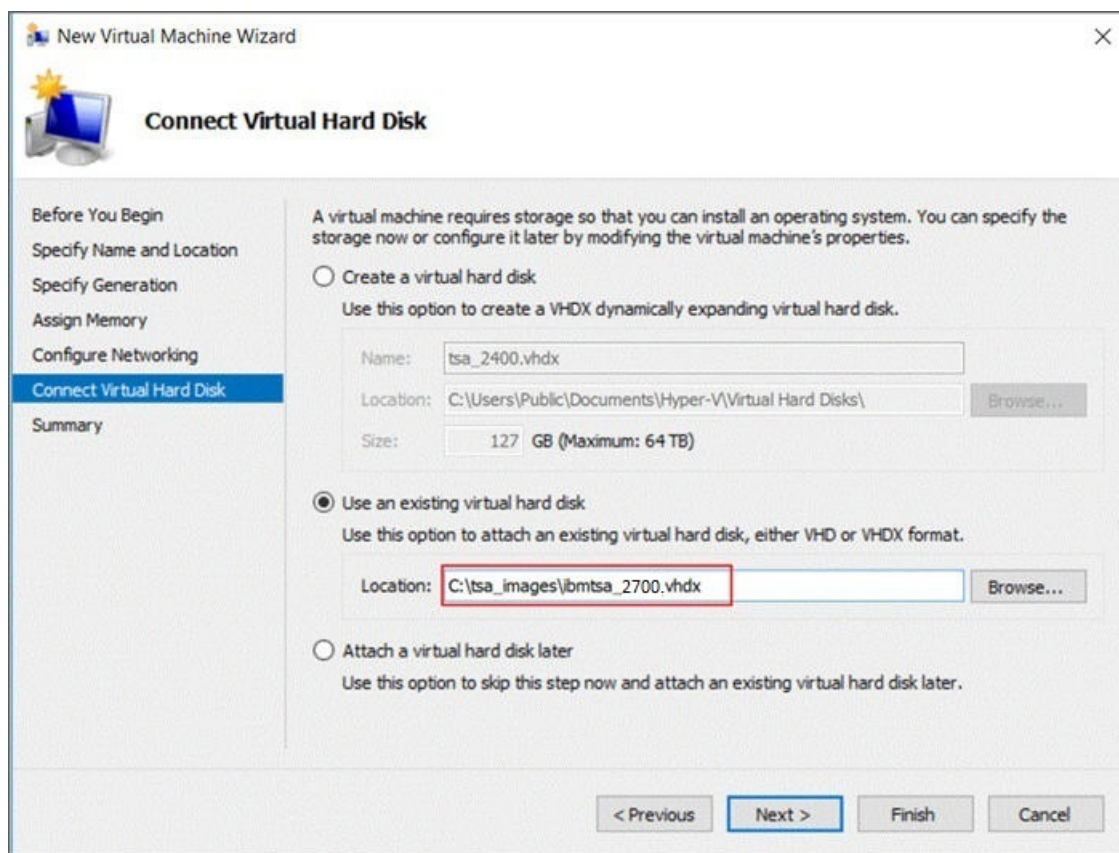 New Virtual Machine Wizard
Connect Virtual Hard Disk
Before You Begin
Specify Name and Location
Specify Generation
Assign Memory
Configure Networking
Connect Virtual Hard Disk
Summary
A virtual machine requires storage so that you can install an operating system. You can specify the
storage now or configure it later by modifying the virtual machine's properties.
Create a virtual hard disk
Use this option to create a VHDX dynamically expanding virtual hard disk.
Name: tsa_2400.vhdx
Location: C:\Users\Public\Documents\Hyper-V\Virtual Hard Disks\ Browse...
Size: 127 GB (Maximum: 64 TB)
Use an existing virtual hard disk
Use this option to attach an existing virtual hard disk, either VHD or VHDX format.
Location: C:\tsa_images\ibmtsa_2700.vhdx Browse...
Attach a virtual hard disk later
Use this option to skip this step now and attach an existing virtual hard disk later.
< Previous Next > Finish Cancel